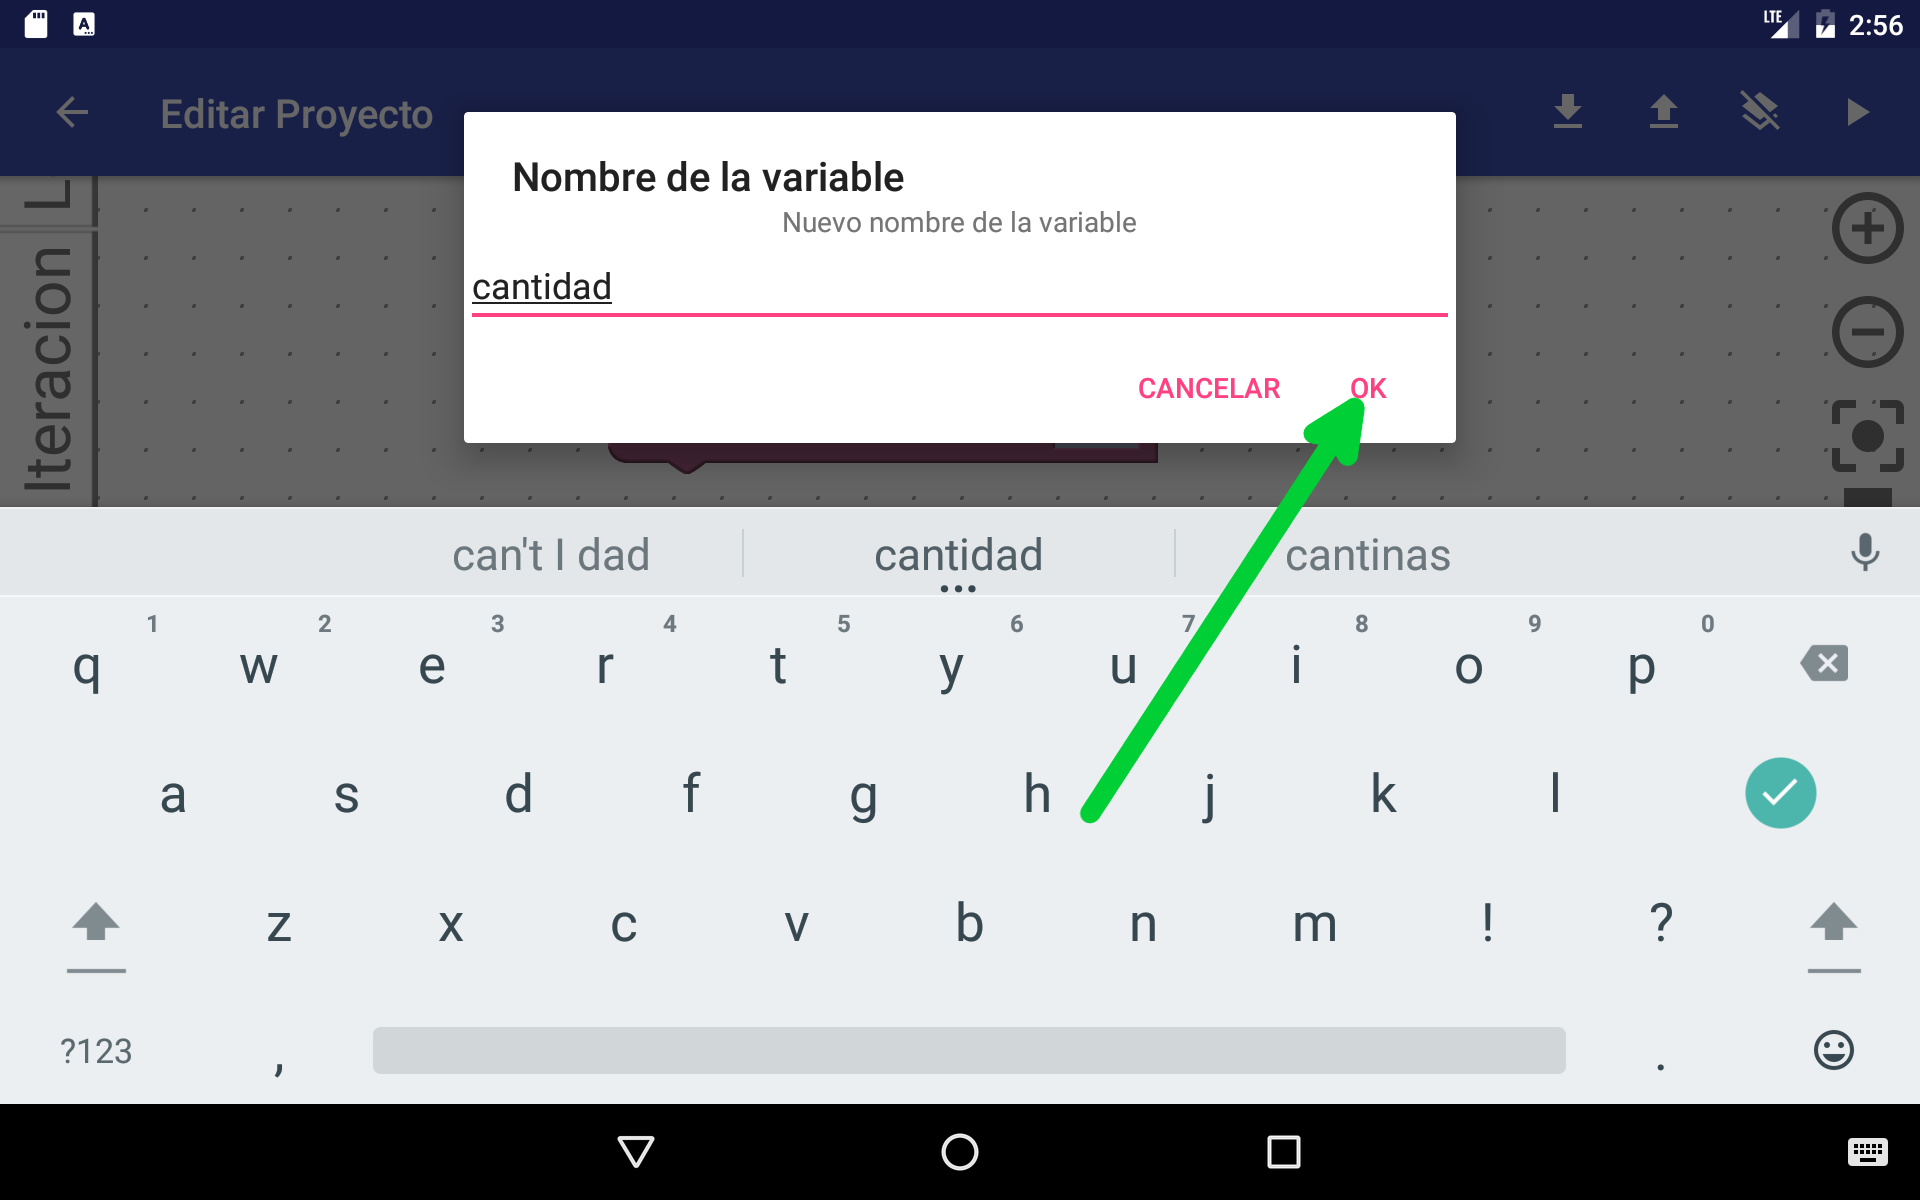 LTE 2:56
Editar Proyecto
L
Iteracion
Nombre de la variable
Nuevo nombre de la variable
cantidad
CANCELAR OK
can't I dad cantidad cantinas
1 2 3 4 5 6 7 8 9 0
q w e r t y u i o p
a s d f g h j k l
z x c v b n m ! ?
?123 , .